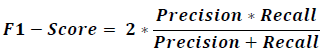 F1 − Score = 2 * Precision * Recall / Precision + Recall